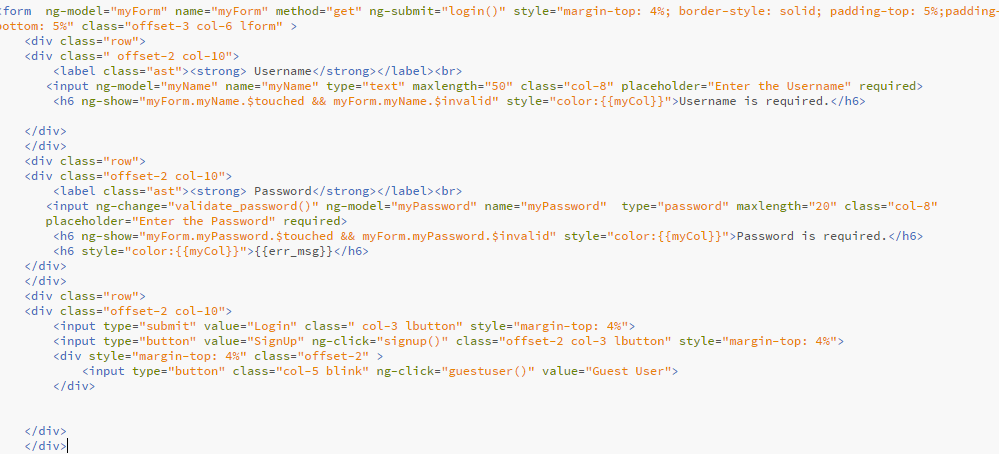 form  ng-model="myForm" name="myForm" method="get" ng-submit="login()" style="margin-top: 4%; border-style: solid; padding-top: 5%;padding-
bottom: 5%" class="offset-3 col-6 lform" >
<div class="row">
<div class=" offset-2 col-10">
<label class="ast"><strong> Username</strong></label><br>
<input ng-model="myName" name="myName" type="text" maxlength="50" class="col-8" placeholder="Enter the Username" required>
<h6 ng-show="myForm.myName.$touched && myForm.myName.$invalid" style="color:{{myCol}}">Username is required.</h6>
</div>
</div>
<div class="row">
<div class="offset-2 col-10">
<label class="ast"><strong> Password</strong></label><br>
<input ng-change="validate_password()" ng-model="myPassword" name="myPassword"  type="password" maxlength="20" class="col-8"
placeholder="Enter the Password" required>
<h6 ng-show="myForm.myPassword.$touched && myForm.myPassword.$invalid" style="color:{{myCol}}">Password is required.</h6>
<h6 style="color:{{myCol}}">{{err_msg}}</h6>
</div>
</div>
<div class="row">
<div class="offset-2 col-10">
<input type="submit" value="Login" class=" col-3 lbutton" style="margin-top: 4%">
<input type="button" value="SignUp" ng-click="signup()" class="offset-2 col-3 lbutton" style="margin-top: 4%">
<div style="margin-top: 4%" class="offset-2" >
<input type="button" class="col-5 blink" ng-click="guestuser()" value="Guest User">
</div>
</div>
</div>